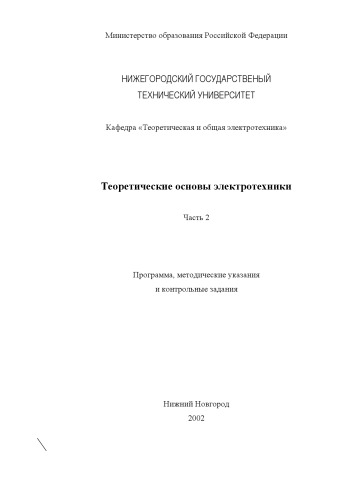 Министерство образования Российской Федерации
НИЖЕГОРОДСКИЙ ГОСУДАРСТВЕНЫЙ
ТЕХНИЧЕСКИЙ УНИВЕРСИТЕТ
Кафедра «Теоретическая и общая электротехника»
Теоретические основы электротехники
Часть 2
Программа, методические указания
и контрольные задания
Нижний Новгород
2002